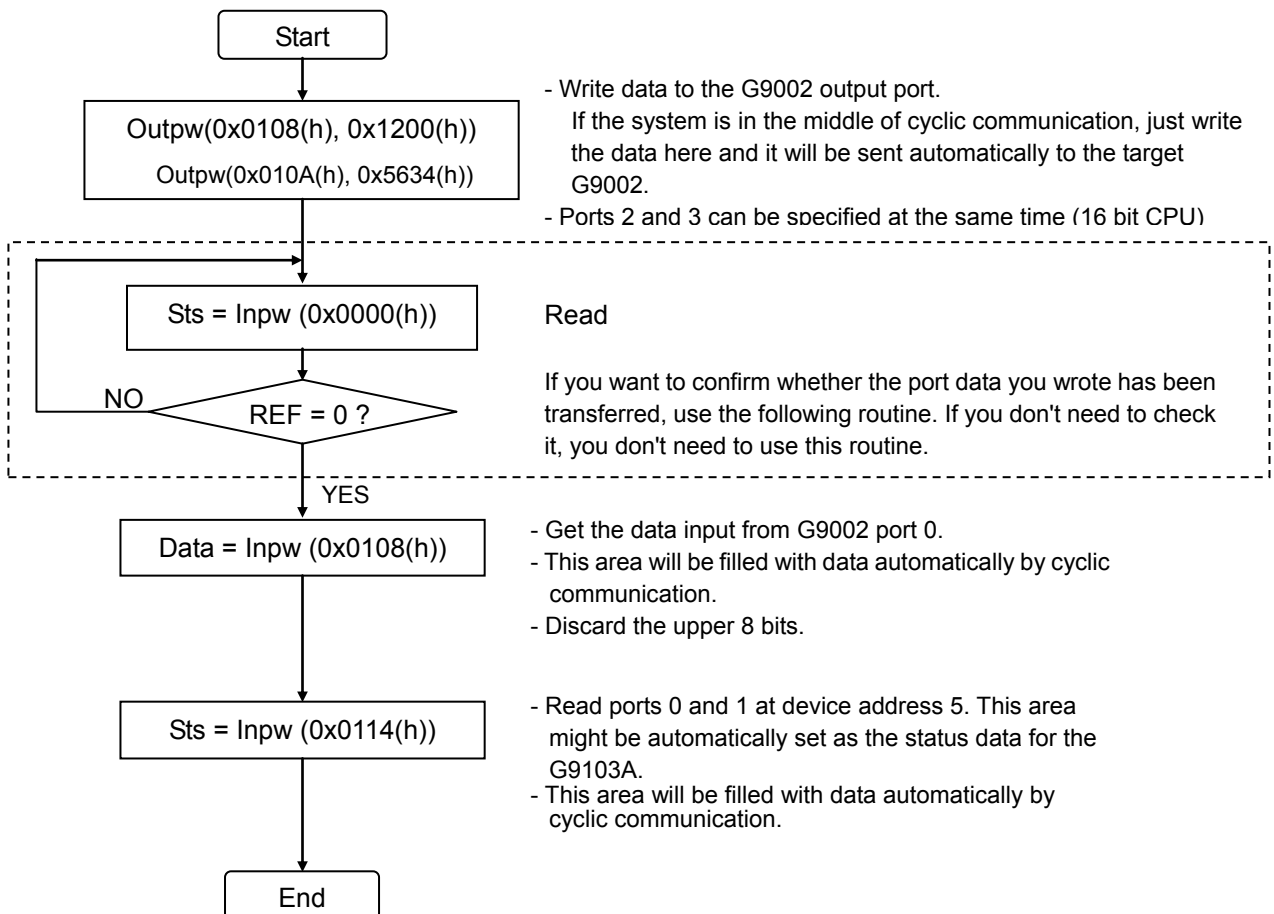 Start
Outpw(0x0108(h), 0x1200(h))
Outpw(0x010A(h), 0x5634(h))
- Write data to the G9002 output port.
If the system is in the middle of cyclic communication, just write
the data here and it will be sent automatically to the target
G9002.
- Ports 2 and 3 can be specified at the same time (16 bit CPU)
Sts = Inpw (0x0000(h))
Read
NO
REF = 0 ?
If you want to confirm whether the port data you wrote has been
transferred, use the following routine. If you don't need to check
it, you don't need to use this routine.
YES
Data = Inpw (0x0108(h))
- Get the data input from G9002 port 0.
- This area will be filled with data automatically by cyclic
communication.
- Discard the upper 8 bits.
Sts = Inpw (0x0114(h))
- Read ports 0 and 1 at device address 5. This area
might be automatically set as the status data for the
G9103A.
- This area will be filled with data automatically by
cyclic communication.
End